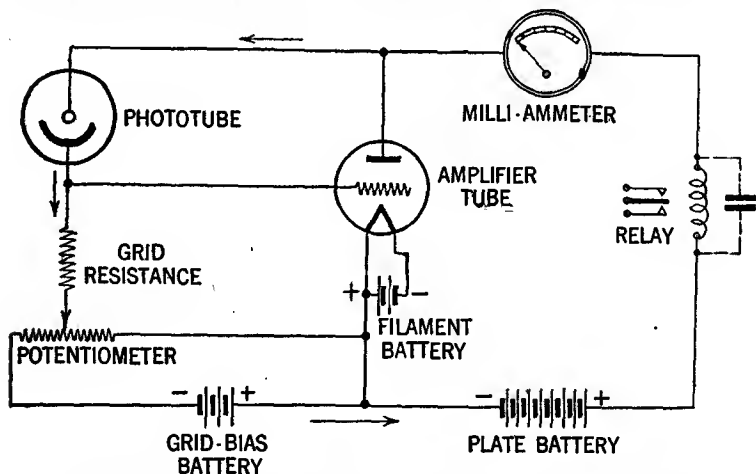 PHOTOTUBE
MILLI-AMMETER
AMPLIFIER
TUBE
RELAY
GRID
RESISTANCE
+ -
FILAMENT
BATTERY
POTENTIOMETER
- +
GRID-BIAS
BATTERY
- +
PLATE BATTERY